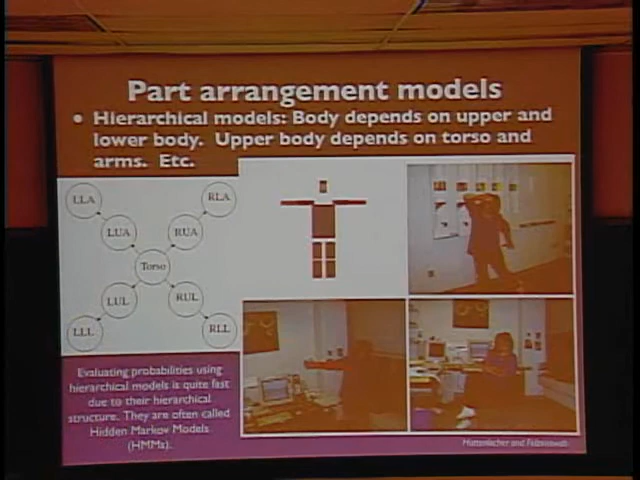 Part arrangement models
• Hierarchical models: Body depends on upper and
lower body. Upper body depends on torso and
arms. Etc.
LLA
RLA
LUA
RUA
Torso
LUL
RUL
LLL
RLL
Evaluating probabilities using
hierarchical models is quite fast
due to their hierarchical
structure. They are often called
Hidden Markov Models
(HMMs).
and